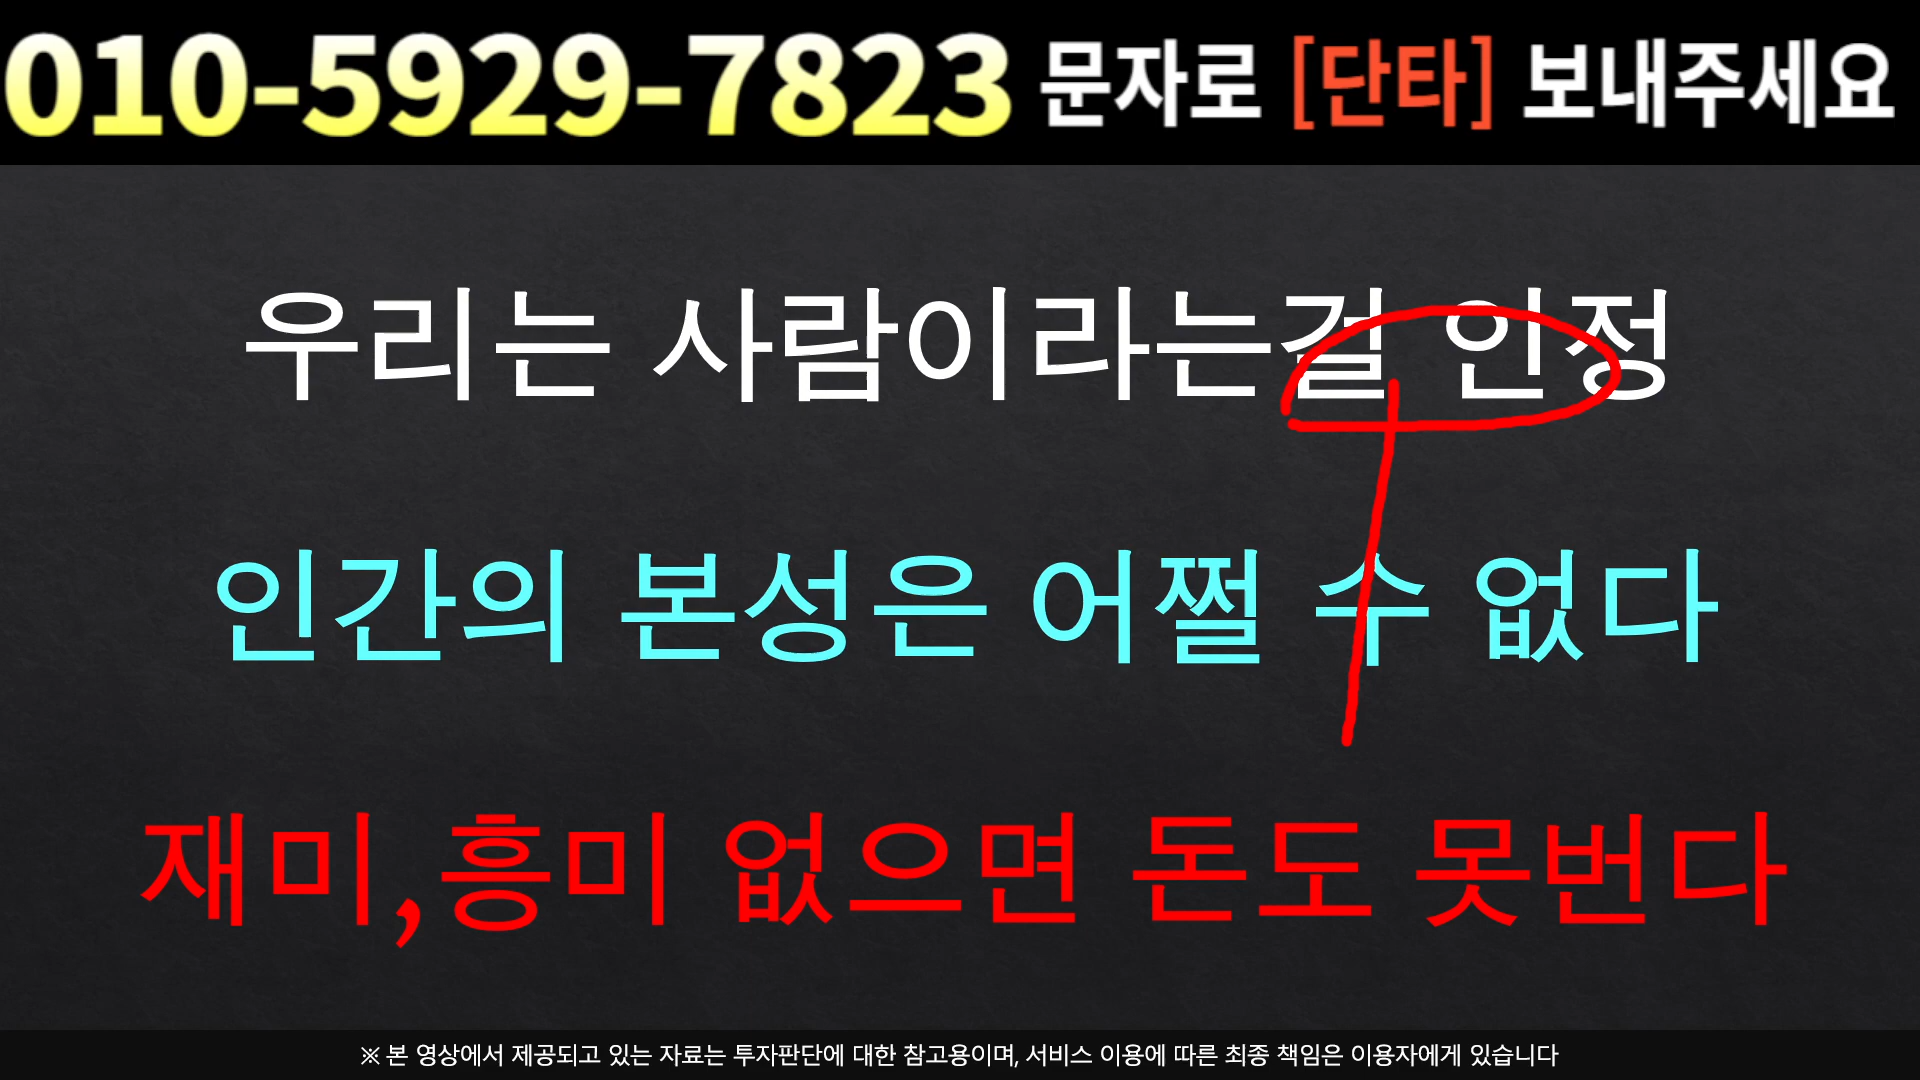 010-5929-7823 문자로 [단타] 보내주세요
우리는 사람이라는걸 인정
인간의 본성은 어쩔 수 없다
재미,흥미 없으면 돈도 못번다
※ 본 영상에서 제공되고 있는 자료는 투자판단에 대한 참고용이며, 서비스 이용에 따른 최종 책임은 이용자에게 있습니다